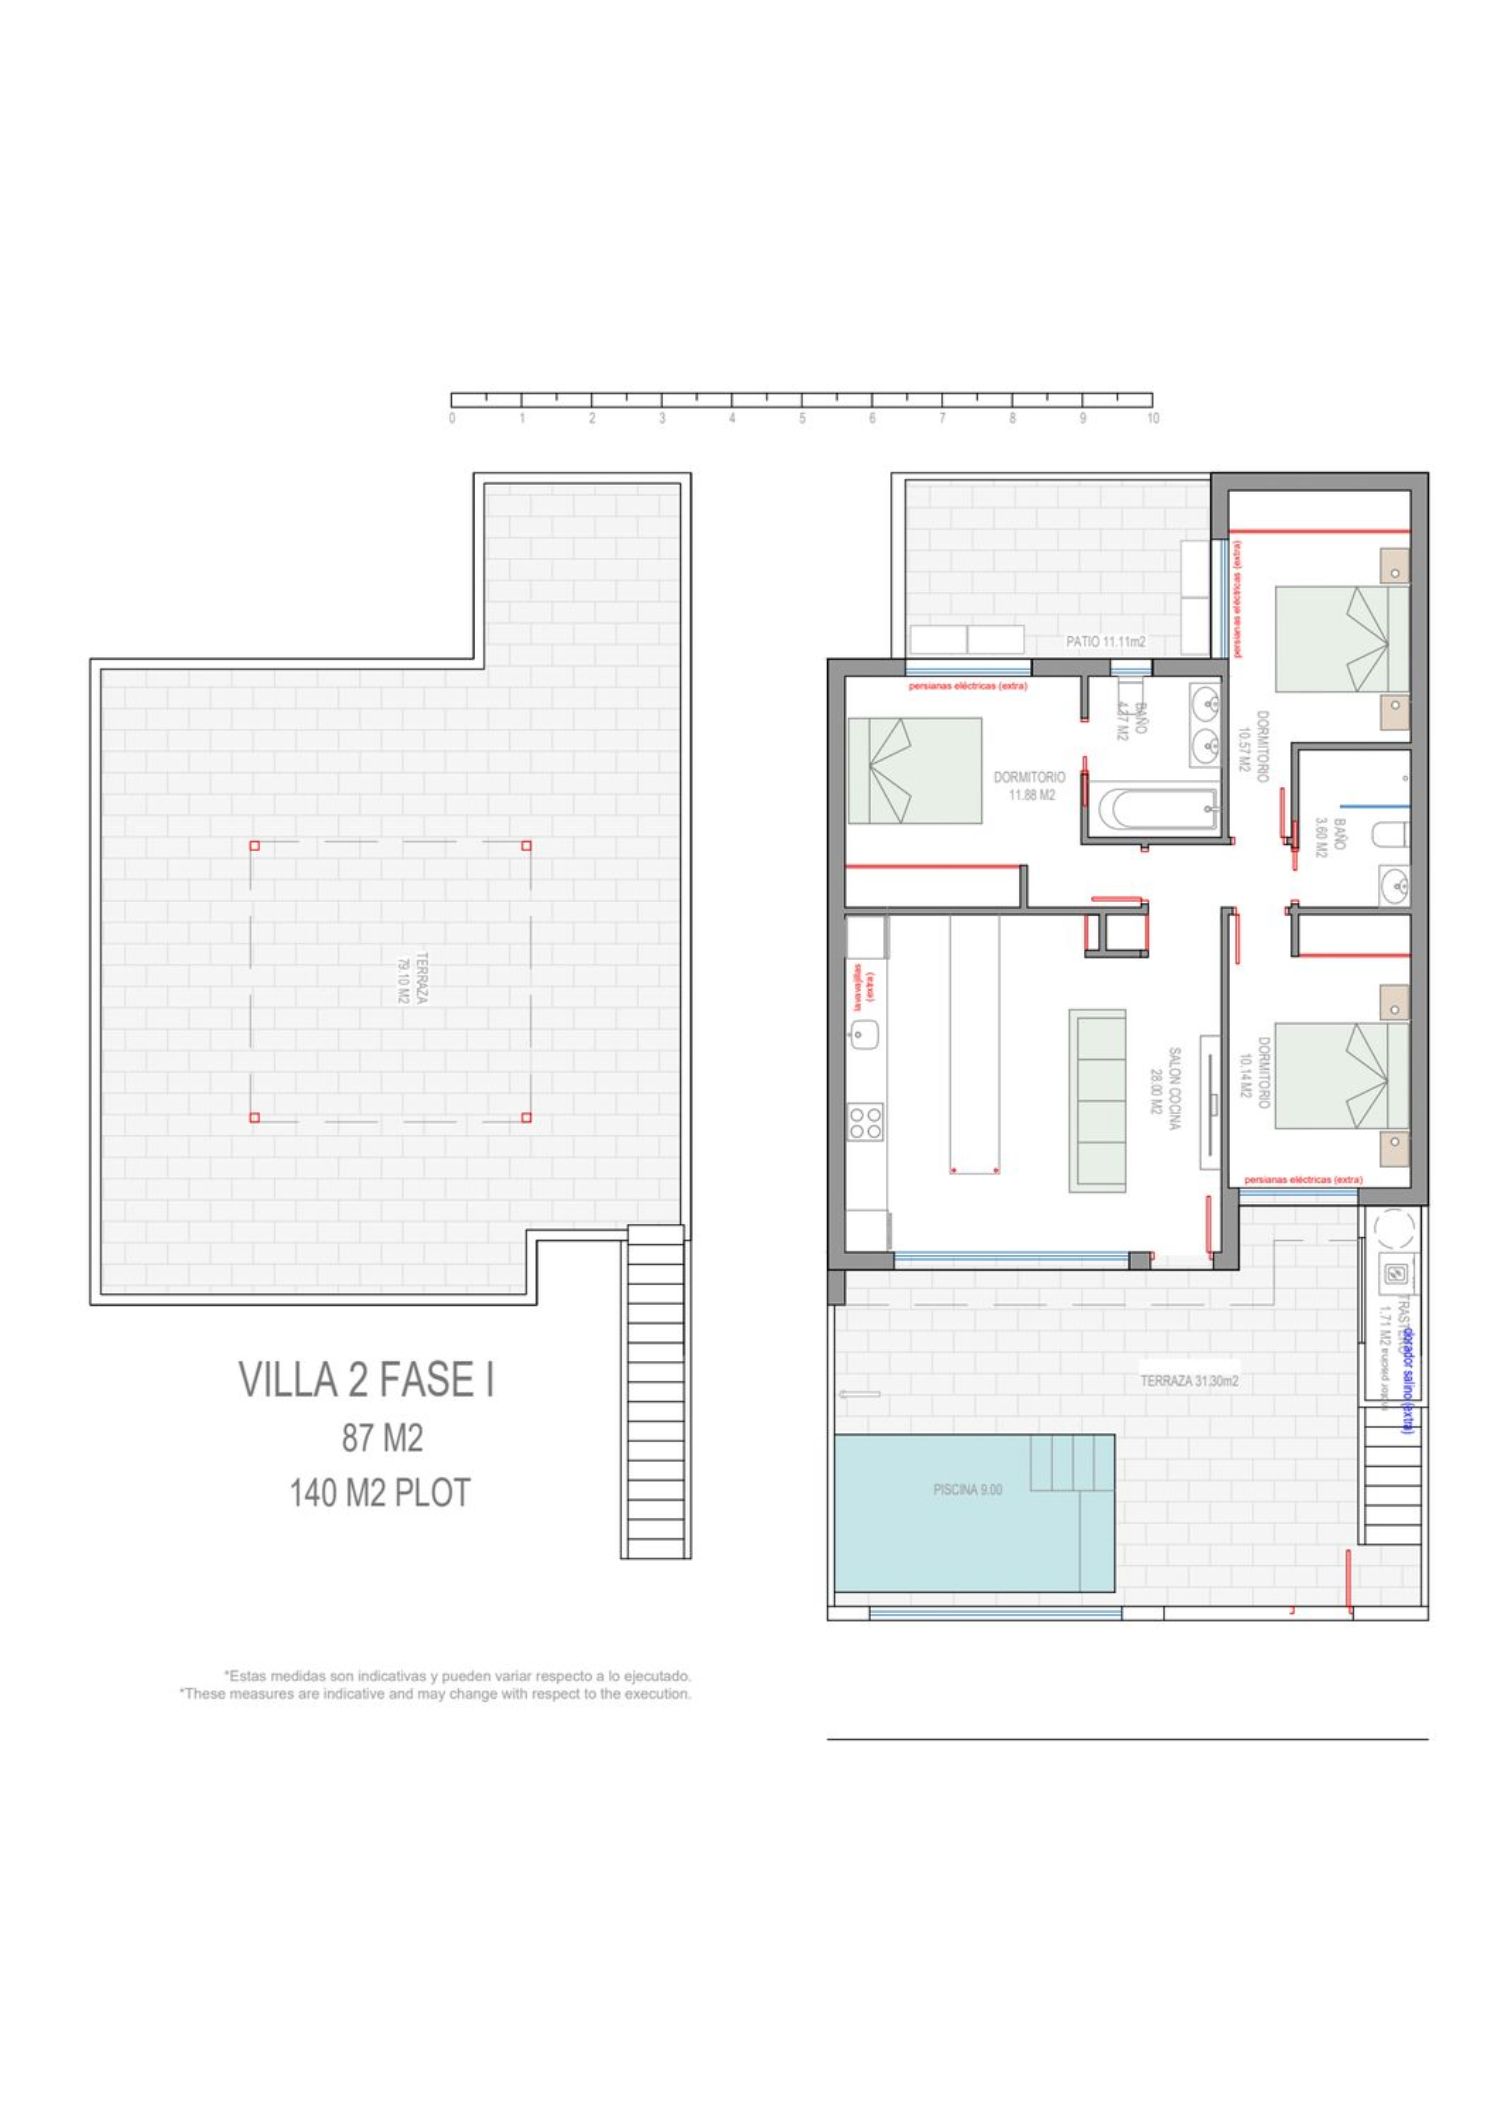 0 1 2 3 4 5 6 7 8 9 10
PATIO 11.11m2
persianas eléctricas (extra)
persianas eléctricas (extra)
BAÑO
4.27 M2
DORMITORIO
11.88 M2
DORMITORIO
10.57 M2
BAÑO
3.60 M2
TERRAZA
79.10 M2
lavavajillas
(extra)
SALON COCINA
28.00 M2
DORMITORIO
10.14 M2
persianas eléctricas (extra)
TRASTERO
1.71 M2
clorador salino (extra)
TERRAZA 31.30m2
PISCINA 9.00
VILLA 2 FASE I
87 M2
140 M2 PLOT
*Estas medidas son indicativas y pueden variar respecto a lo ejecutado.
*These measures are indicative and may change with respect to the execution.